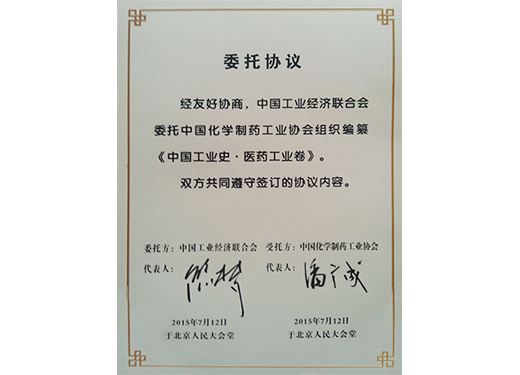 委托协议
经友好协商，中国工业经济联合会
委托中国化学制药工业协会组织编纂
《中国工业史·医药工业卷》。
双方共同遵守签订的协议内容。
委托方：中国工业经济联合会 受托方：中国化学制药工业协会
代表人：熊梦 代表人：潘广成
2015年7月12日 2015年7月12日
于北京人民大会堂 于北京人民大会堂